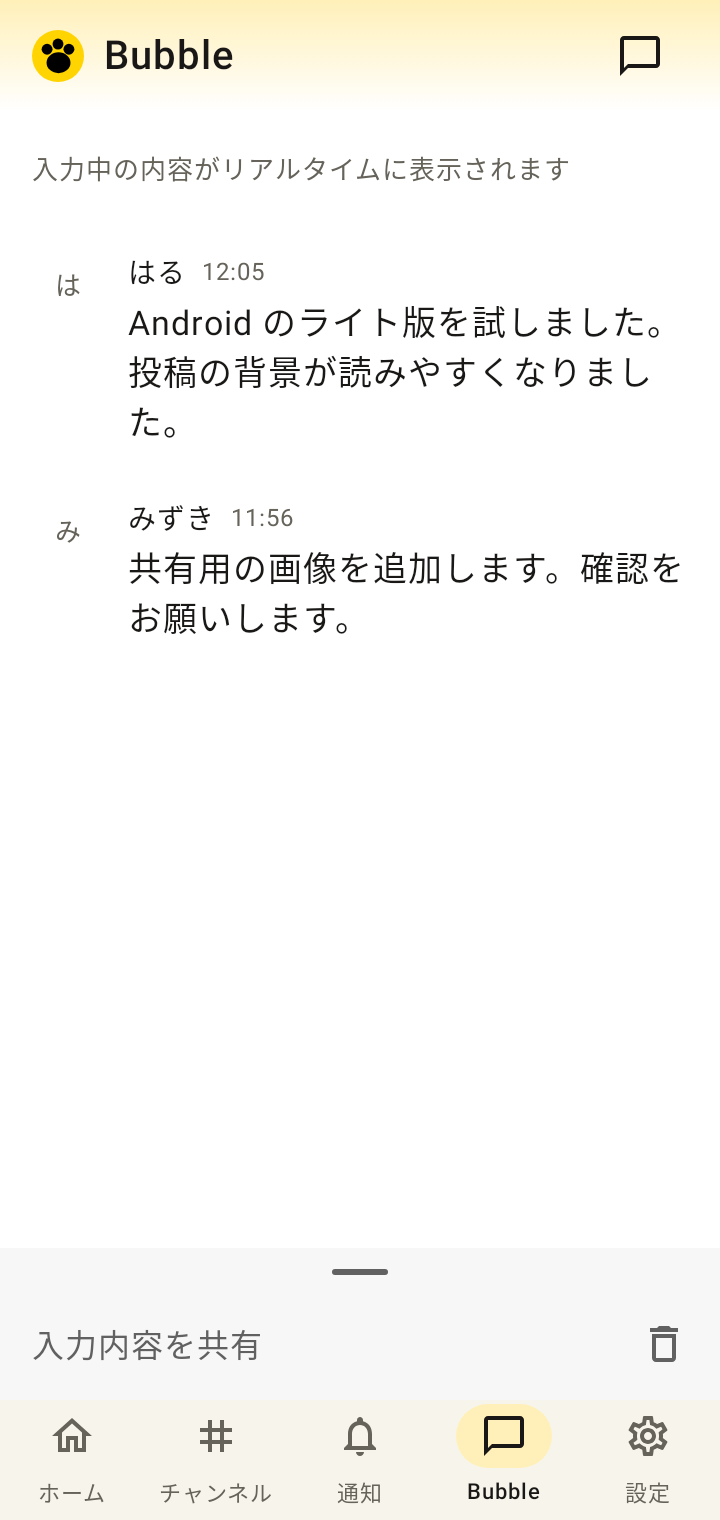 Bubble
入力中の内容がリアルタイムに表示されます
は
はる 12:05
Android のライト版を試しました。
投稿の背景が読みやすくなりまし
た。
み
みずき 11:56
共有用の画像を追加します。確認を
お願いします。
入力内容を共有
ホーム チャンネル 通知 Bubble 設定